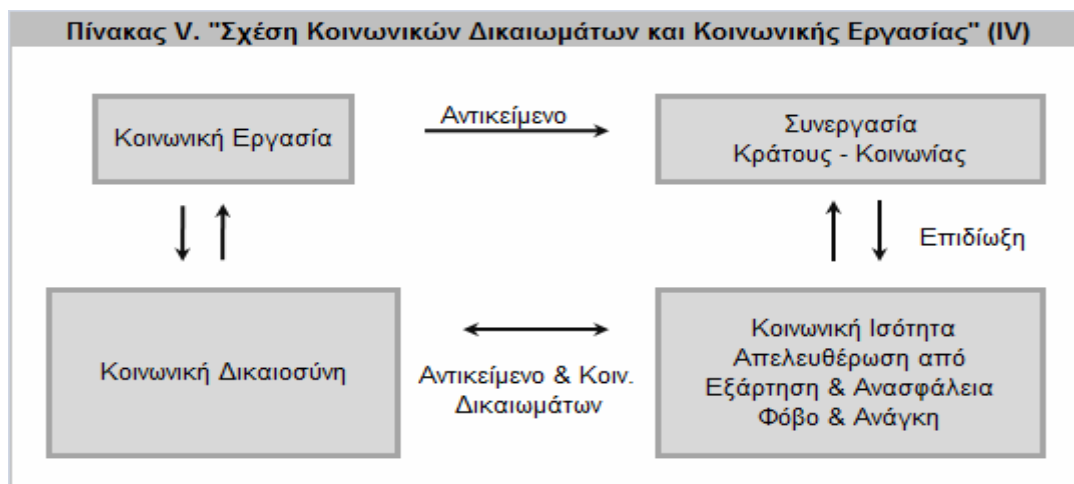 Πίνακας V. "Σχέση Κοινωνικών Δικαιωμάτων και Κοινωνικής Εργασίας" (IV)
Κοινωνική Εργασία
Αντικείμενο
Συνεργασία
Κράτους - Κοινωνίας
Επιδίωξη
Κοινωνική Δικαιοσύνη
Αντικείμενο & Κοιν.
Δικαιωμάτων
Κοινωνική Ισότητα
Απελευθέρωση από
Εξάρτηση & Ανασφάλεια
Φόβο & Ανάγκη